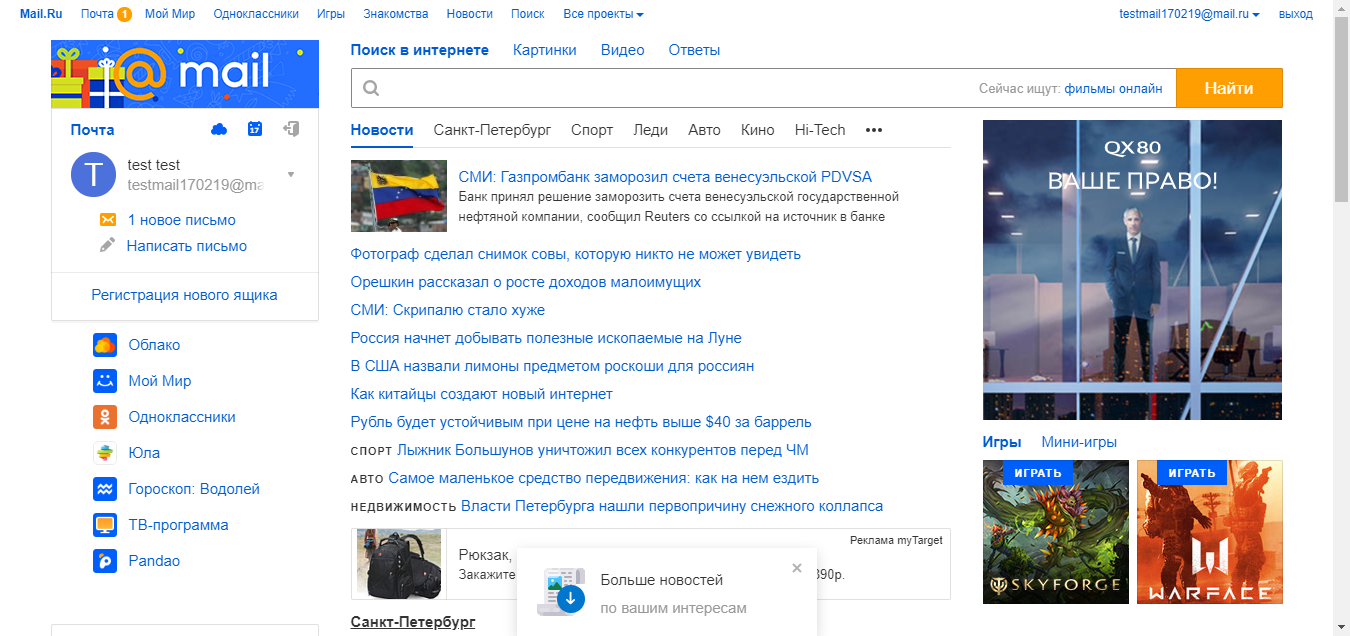 Mail.Ru Почта 1 Мой Мир Одноклассники Игры Знакомства Новости Поиск Все проекты testmail170219@mail.ru выход
@mail
Почта 17
T
test test
testmail170219@ma
1 новое письмо
Написать письмо
Регистрация нового ящика
Облако
Мой Мир
Одноклассники
Юла
Гороскоп: Водолей
ТВ-программа
Pandao
Поиск в интернете Картинки Видео Ответы
Сейчас ищут: фильмы онлайн Найти
Новости Санкт-Петербург Спорт Леди Авто Кино Hi-Tech •••
СМИ: Газпромбанк заморозил счета венесуэльской PDVSA
Банк принял решение заморозить счета венесуэльской государственной
нефтяной компании, сообщил Reuters со ссылкой на источник в банке
Фотограф сделал снимок совы, которую никто не может увидеть
Орешкин рассказал о росте доходов малоимущих
СМИ: Скрипалю стало хуже
Россия начнет добывать полезные ископаемые на Луне
В США назвали лимоны предметом роскоши для россиян
Как китайцы создают новый интернет
Рубль будет устойчивым при цене на нефть выше $40 за баррель
СПОРТ Лыжник Большунов уничтожил всех конкурентов перед ЧМ
АВТО Самое маленькое средство передвижения: как на нем ездить
НЕДВИЖИМОСТЬ Власти Петербурга нашли первопричину снежного коллапса
Реклама myTarget
Рюкзак,
Закажите 390р.
Больше новостей
по вашим интересам
Санкт-Петербург
QX80
ВАШЕ ПРАВО!
Игры Мини-игры
ИГРАТЬ ИГРАТЬ
SKYFORGE WARFACE